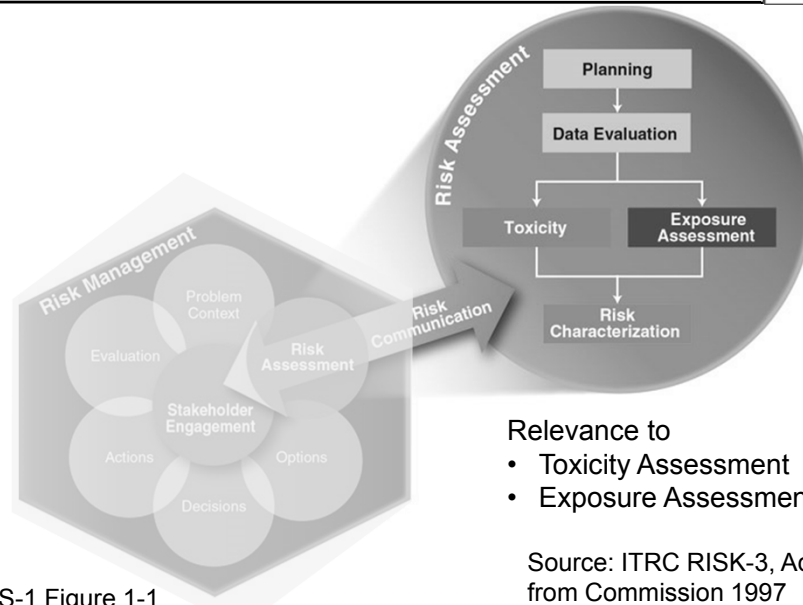 Risk Assessment
Planning
Data Evaluation
Toxicity
Exposure
Assessment
Risk
Characterization
Risk Management
Problem
Context
Evaluation
Risk
Assessment
Risk
Communication
Stakeholder
Engagement
Actions
Options
Decisions
Relevance to
• Toxicity Assessment
• Exposure Assessmen
Source: ITRC RISK-3, Ad
from Commission 1997
S-1 Figure 1-1